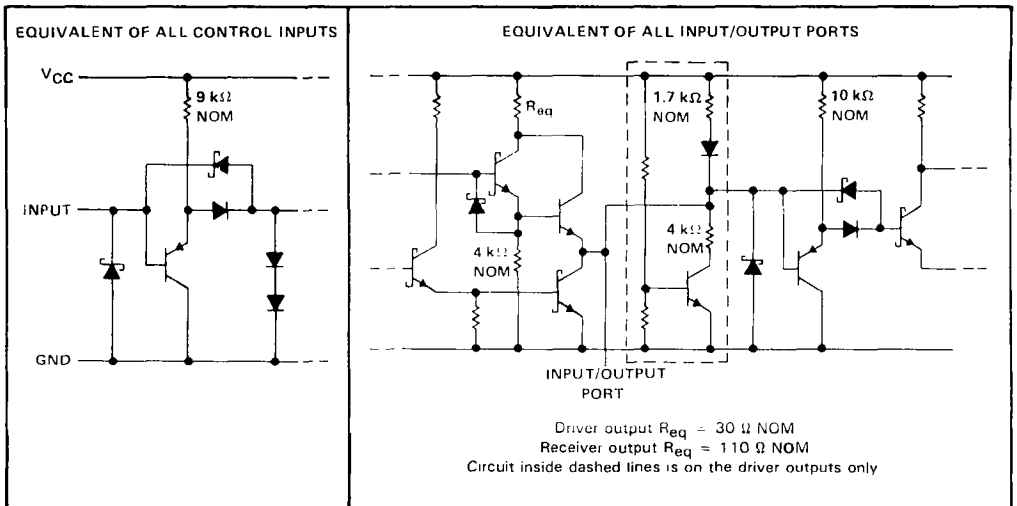 EQUIVALENT OF ALL CONTROL INPUTS
VCC
9 kΩ
NOM
INPUT
GND
EQUIVALENT OF ALL INPUT/OUTPUT PORTS
Req
1.7 kΩ
NOM
10 kΩ
NOM
4 kΩ
NOM
4 kΩ
NOM
INPUT/OUTPUT
PORT
Driver output Req = 30 Ω NOM
Receiver output Req = 110 Ω NOM
Circuit inside dashed lines is on the driver outputs only